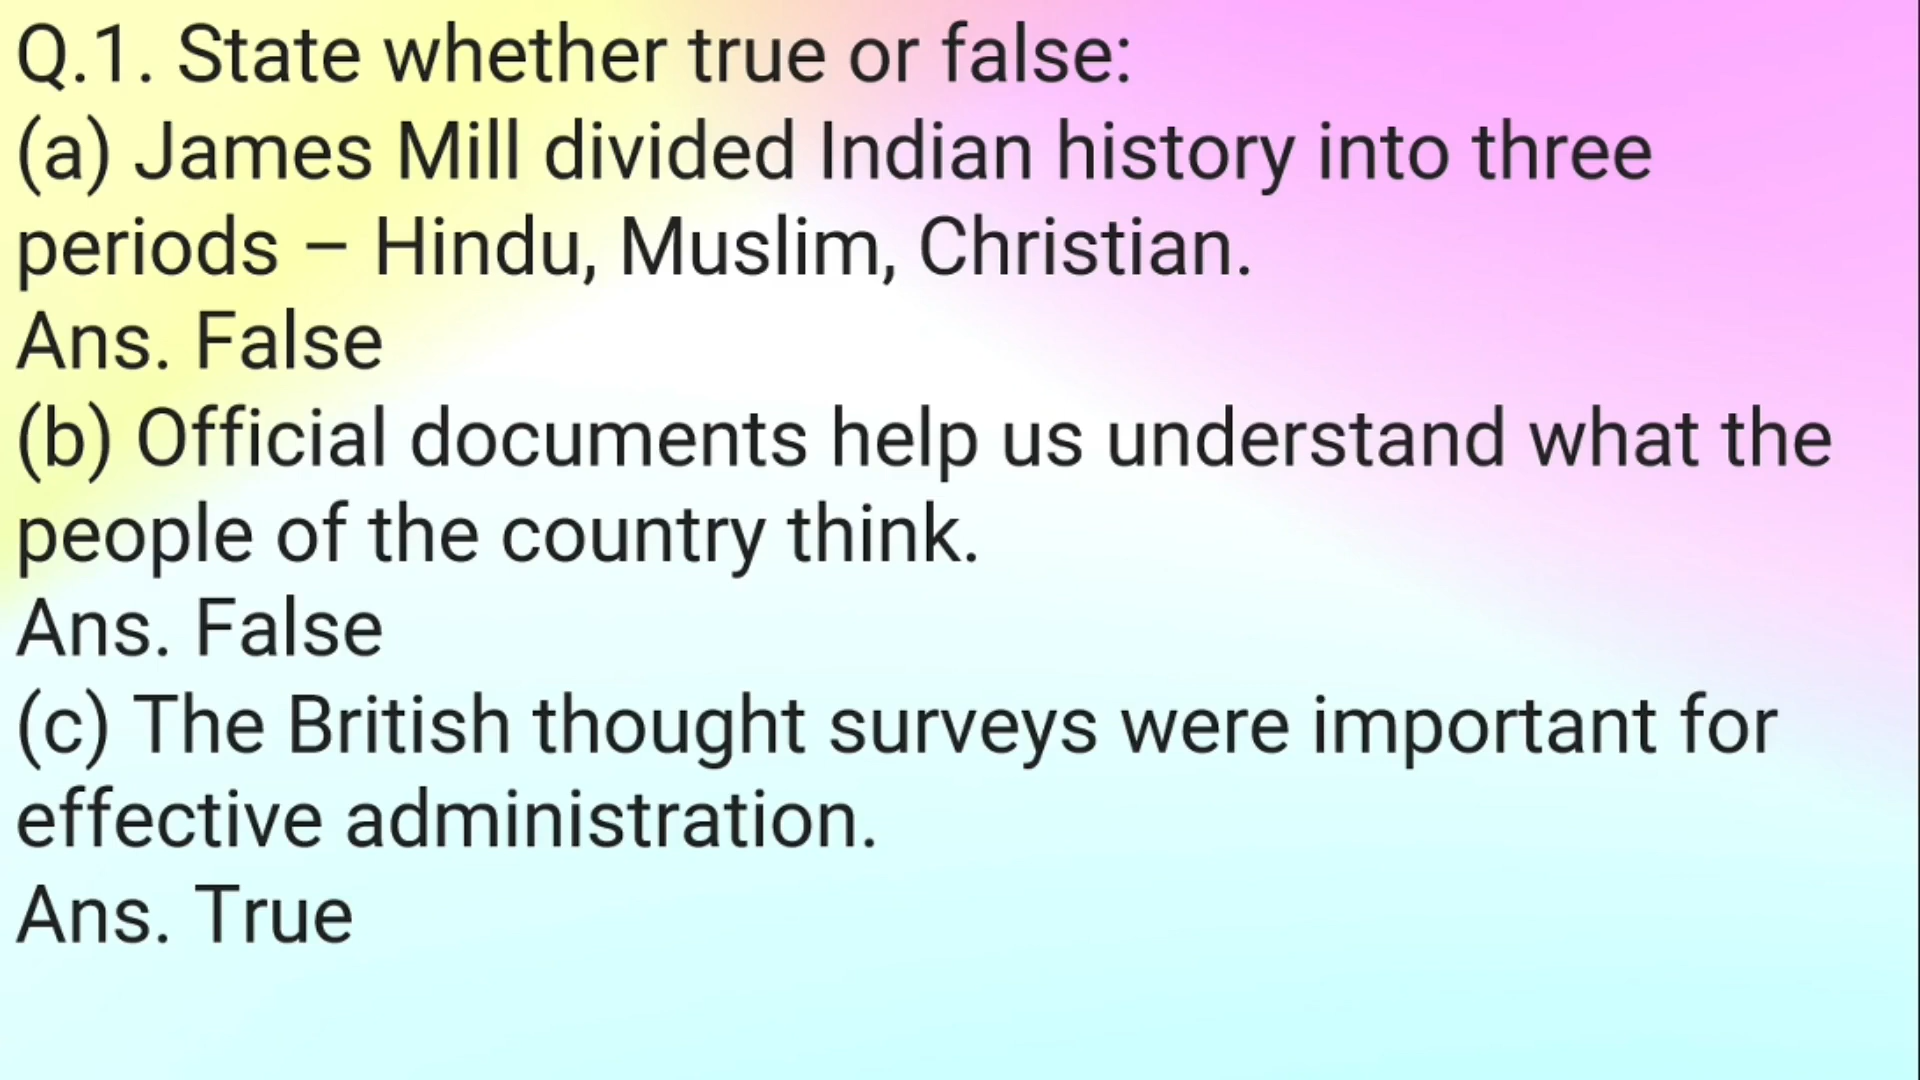 Q.1. State whether true or false:
(a) James Mill divided Indian history into three
periods – Hindu, Muslim, Christian.
Ans. False
(b) Official documents help us understand what the
people of the country think.
Ans. False
(c) The British thought surveys were important for
effective administration.
Ans. True